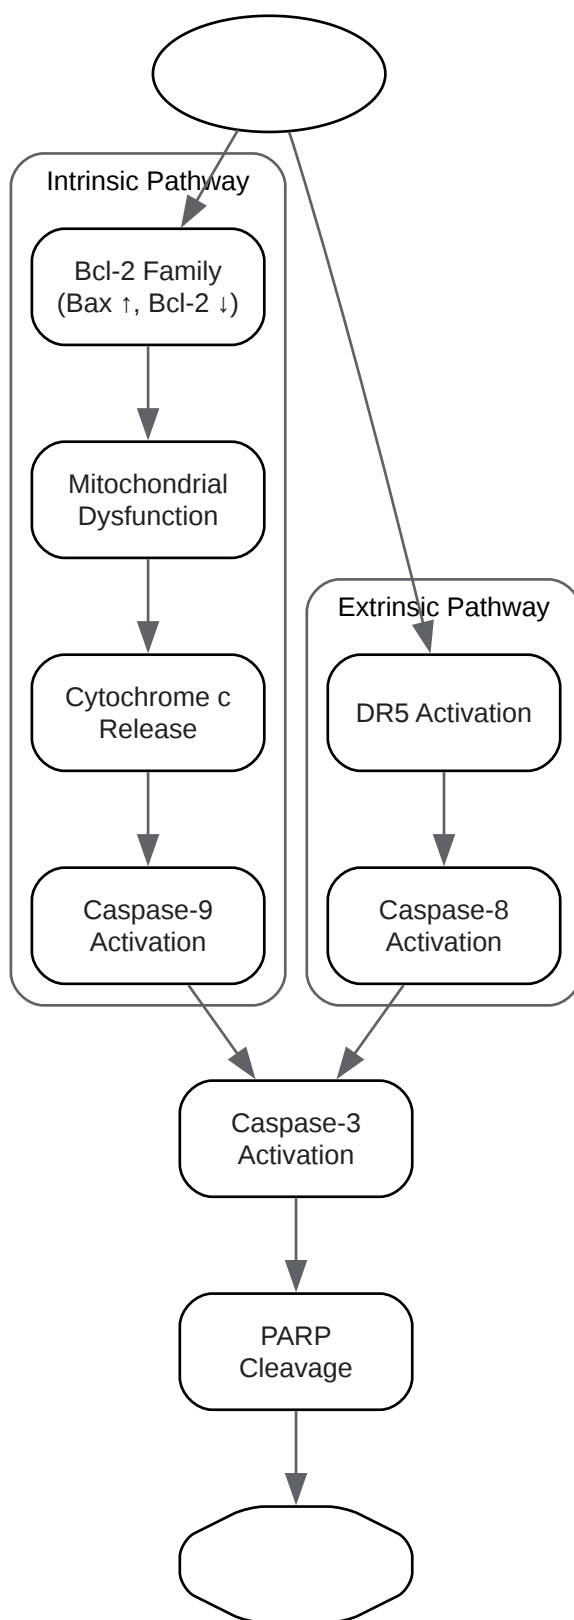 Intrinsic Pathway
Bcl-2 Family
(Bax ↑, Bcl-2 ↓)
Mitochondrial
Dysfunction
Cytochrome c
Release
Caspase-9
Activation
Extrinsic Pathway
DR5 Activation
Caspase-8
Activation
Caspase-3
Activation
PARP
Cleavage